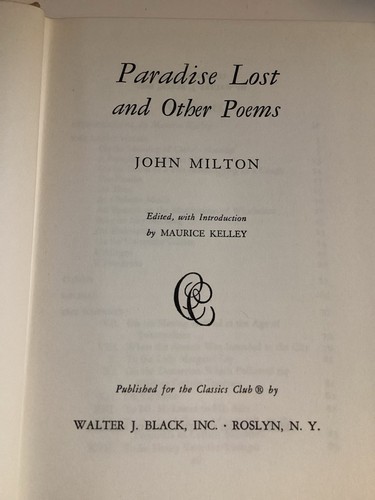 Paradise Lost
and Other Poems
JOHN MILTON
Edited, with Introduction
by MAURICE KELLEY
CC
Published for the Classics Club ® by
WALTER J. BLACK, INC. · ROSLYN, N. Y.